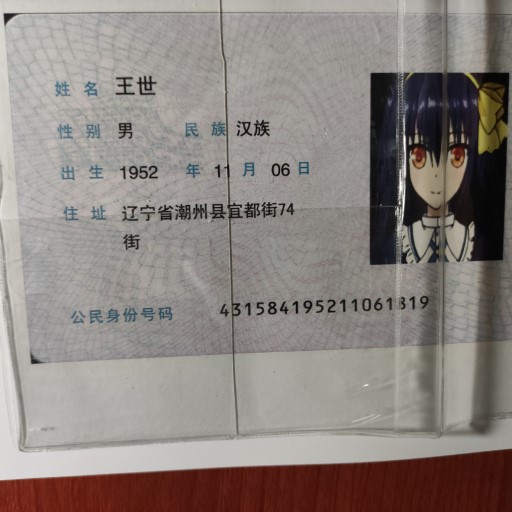 姓名 王世
性别 男 民族 汉族
出生 1952 年 11 月 06 日
住址 辽宁省潮州县宜都街74
街
公民身份号码 431584195211061319